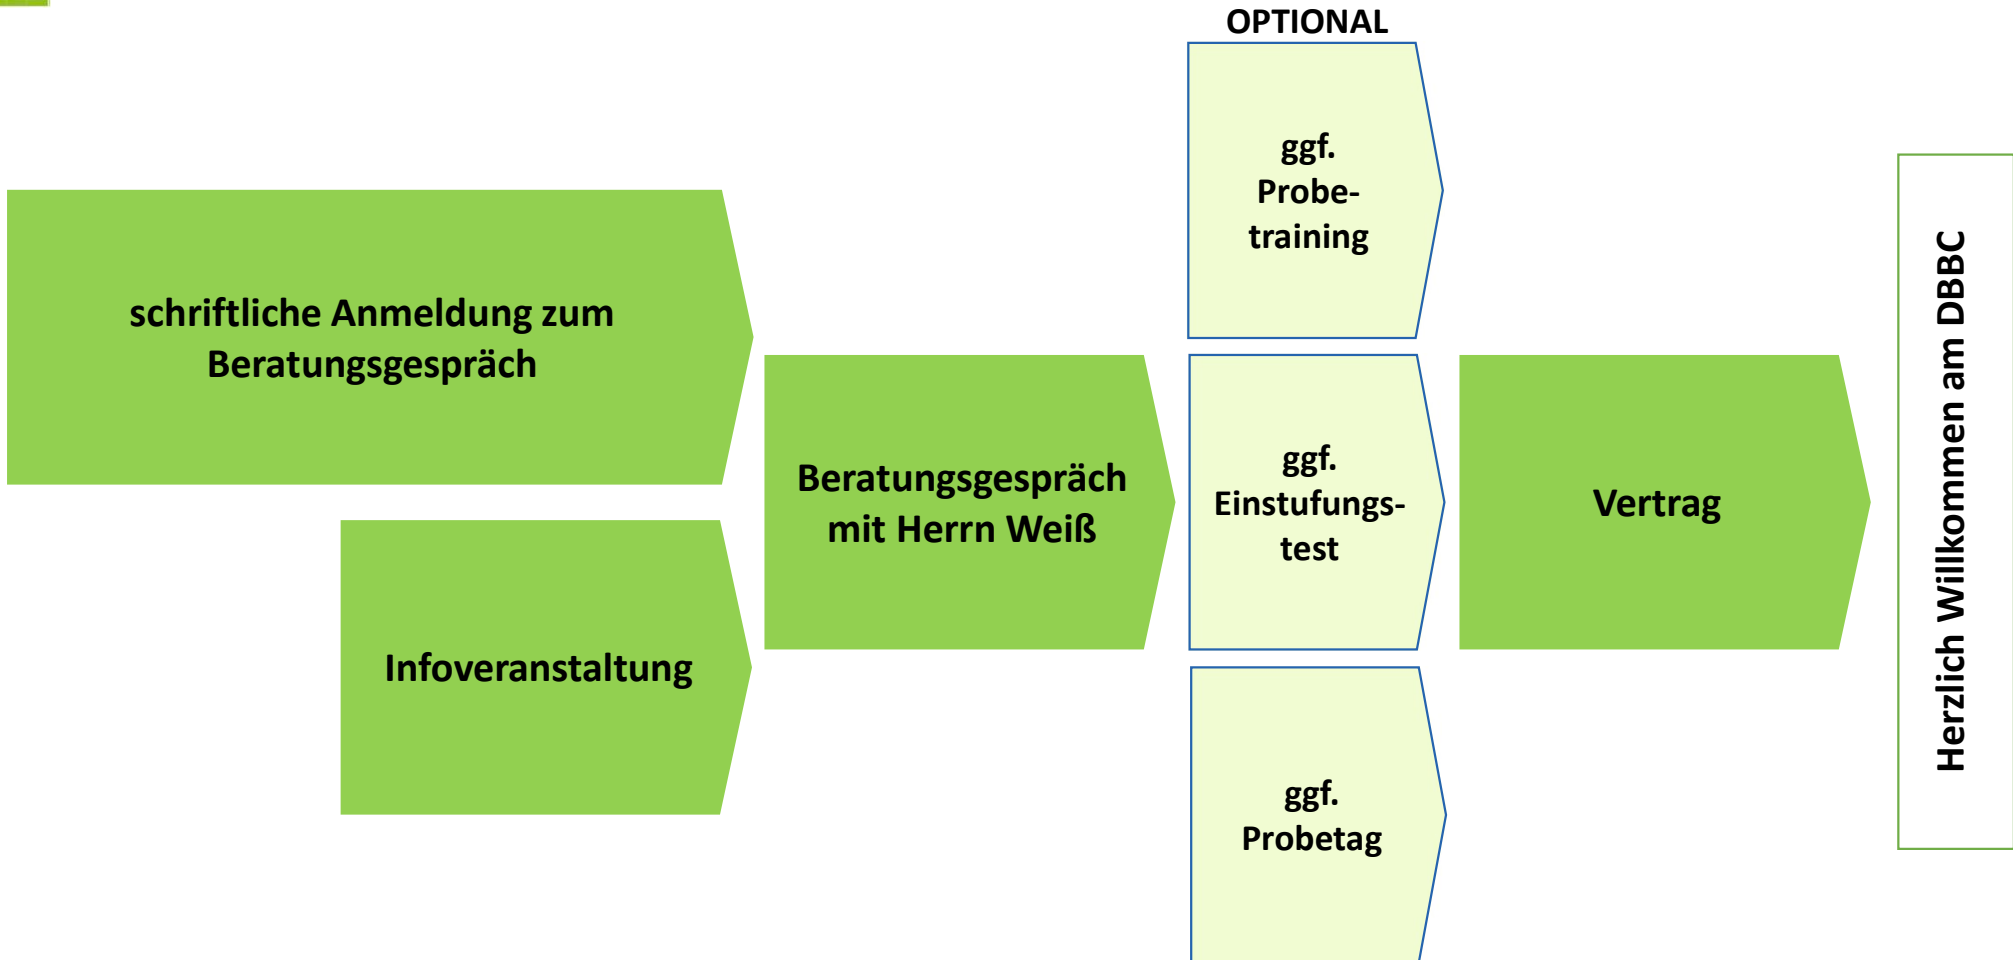 OPTIONAL
schriftliche Anmeldung zum
Beratungsgespräch
Infoveranstaltung
Beratungsgespräch
mit Herrn Weiß
ggf.
Probe-
training
ggf.
Einstufungs-
test
ggf.
Probetag
Vertrag
Herzlich Willkommen am DBBC